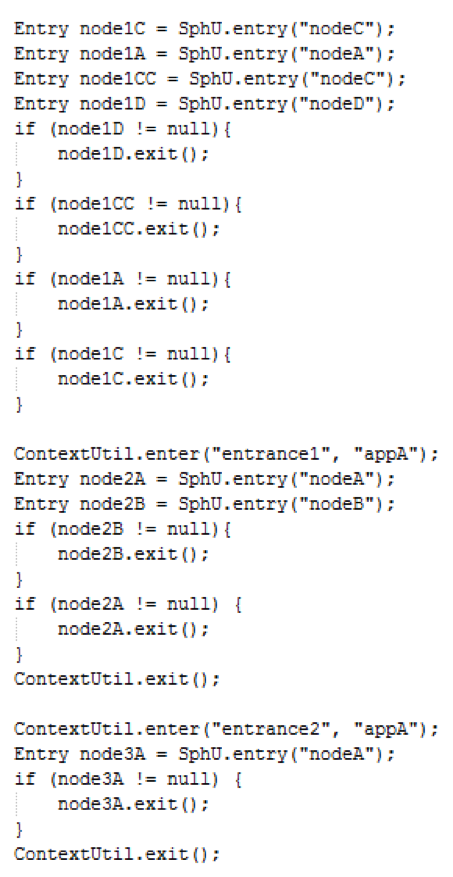 Entry node1C = SphU.entry("nodeC");
Entry node1A = SphU.entry("nodeA");
Entry node1CC = SphU.entry("nodeC");
Entry node1D = SphU.entry("nodeD");
if (node1D != null){
    node1D.exit();
}
if (node1CC != null){
    node1CC.exit();
}
if (node1A != null){
    node1A.exit();
}
if (node1C != null){
    node1C.exit();
}

ContextUtil.enter("entrance1", "appA");
Entry node2A = SphU.entry("nodeA");
Entry node2B = SphU.entry("nodeB");
if (node2B != null){
    node2B.exit();
}
if (node2A != null) {
    node2A.exit();
}
ContextUtil.exit();

ContextUtil.enter("entrance2", "appA");
Entry node3A = SphU.entry("nodeA");
if (node3A != null) {
    node3A.exit();
}
ContextUtil.exit();